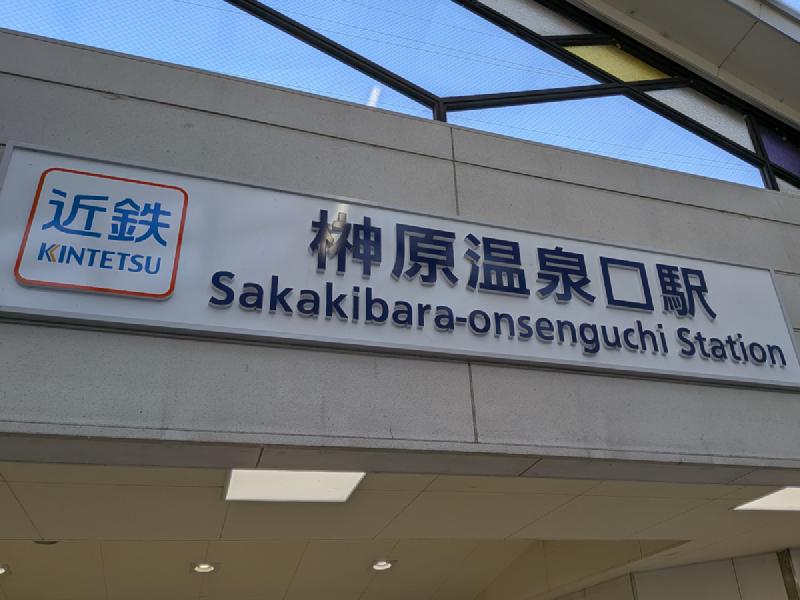 近鉄
KINTETSU
榊原温泉口駅
Sakakibara-onsenguchi Station